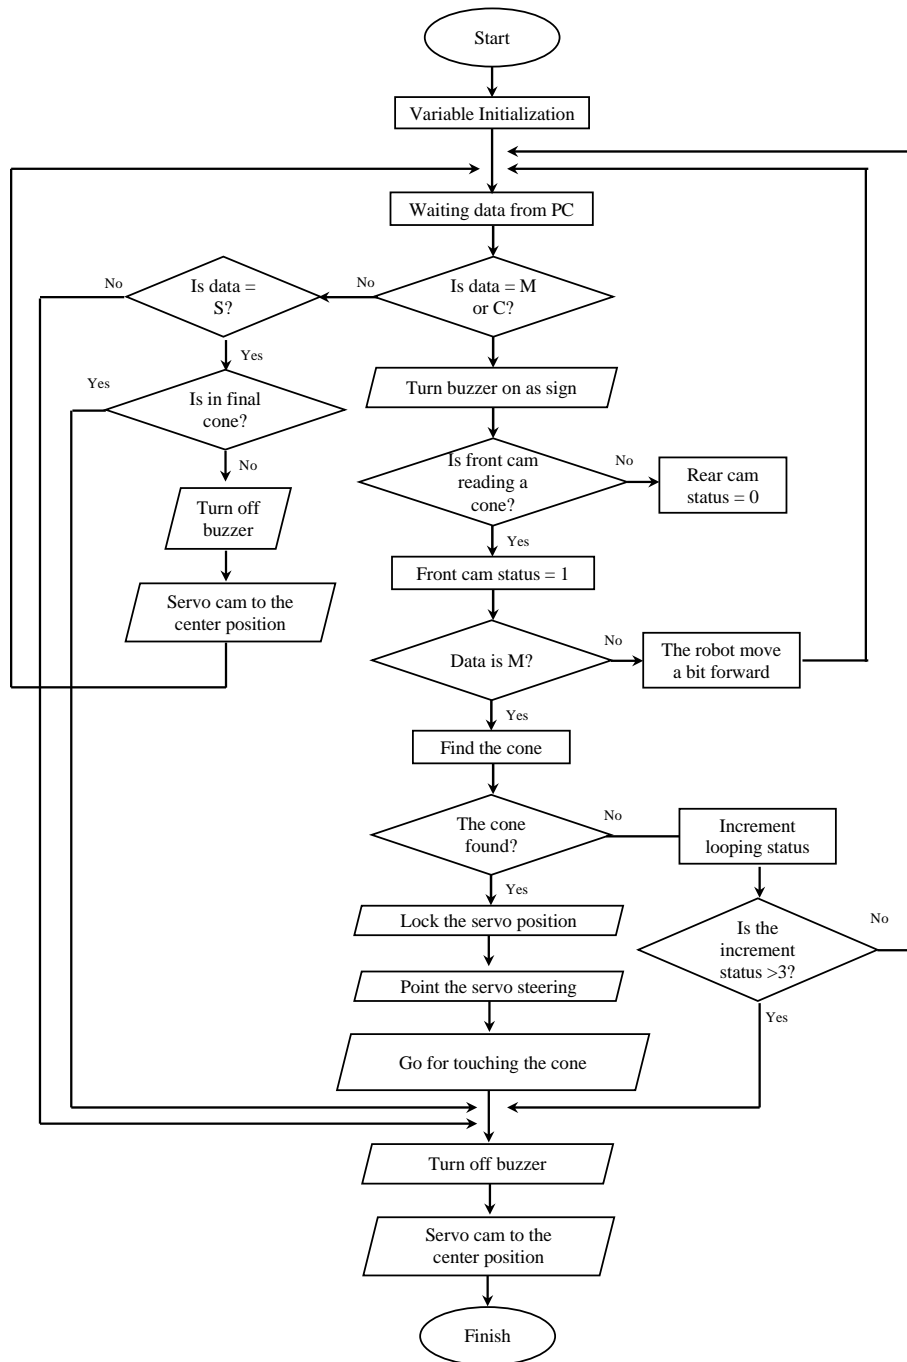 Start
Variable Initialization
Waiting data from PC
No
Is data =
S?
No
Is data = M
or C?
Yes
Yes
Is in final
cone?
No
Turn buzzer on as sign
Is front cam
reading a
cone?
No
Rear cam
status = 0
Turn off
buzzer
Yes
Front cam status = 1
Servo cam to the
center position
Data is M?
No
The robot move
a bit forward
Yes
Find the cone
The cone
found?
No
Increment
looping status
Yes
Lock the servo position
Is the
increment
status >3?
No
Yes
Point the servo steering
Go for touching the cone
Turn off buzzer
Servo cam to the
center position
Finish